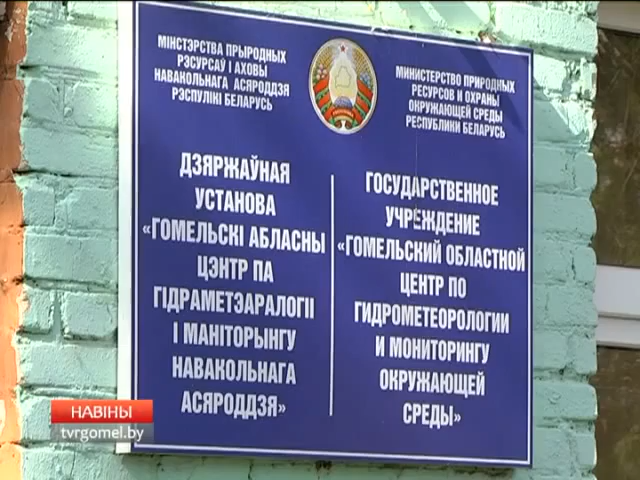 МІНІСТЭРСТВА ПРЫРОДНЫХ
РЭСУРСАЎ І АХОВЫ
НАВАКОЛЬНАГА АСЯРОДДЗЯ
РЭСПУЛІКІ БЕЛАРУСЬ
МИНИСТЕРСТВО ПРИРОДНЫХ
РЕСУРСОВ И ОХРАНЫ
ОКРУЖАЮЩЕЙ СРЕДЫ
РЕСПУБЛИКИ БЕЛАРУСЬ
ДЗЯРЖАЎНАЯ
УСТАНОВА
«ГОМЕЛЬСКІ АБЛАСНЫ
ЦЭНТР ПА
ГІДРАМЕТЭАРАЛОГІІ
І МАНІТОРЫНГУ
НАВАКОЛЬНАГА
АСЯРОДДЗЯ»
ГОСУДАРСТВЕННОЕ
УЧРЕЖДЕНИЕ
«ГОМЕЛЬСКИЙ ОБЛАСТНОЙ
ЦЕНТР ПО
ГИДРОМЕТЕОРОЛОГИИ
И МОНИТОРИНГУ
ОКРУЖАЮЩЕЙ
СРЕДЫ»
НАВІНЫ
tvrgomel.by